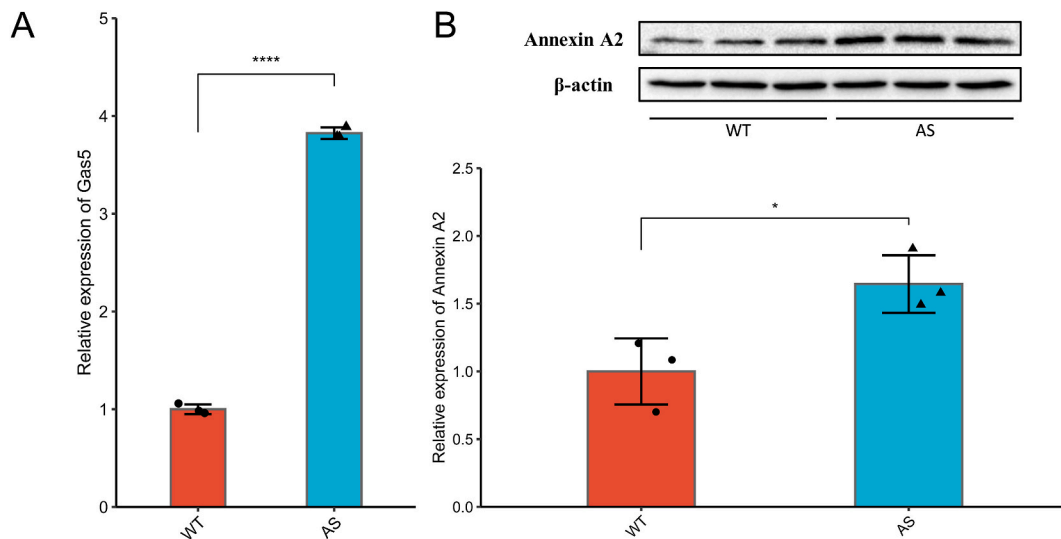 A
Relative expression of Gas5
5
4
3
2
1
0
****
WT
AS
B
Annexin A2
β-actin
WT
AS
Relative expression of Annexin A2
2.5
2.0
1.5
1.0
0.5
0.0
*
WT
AS